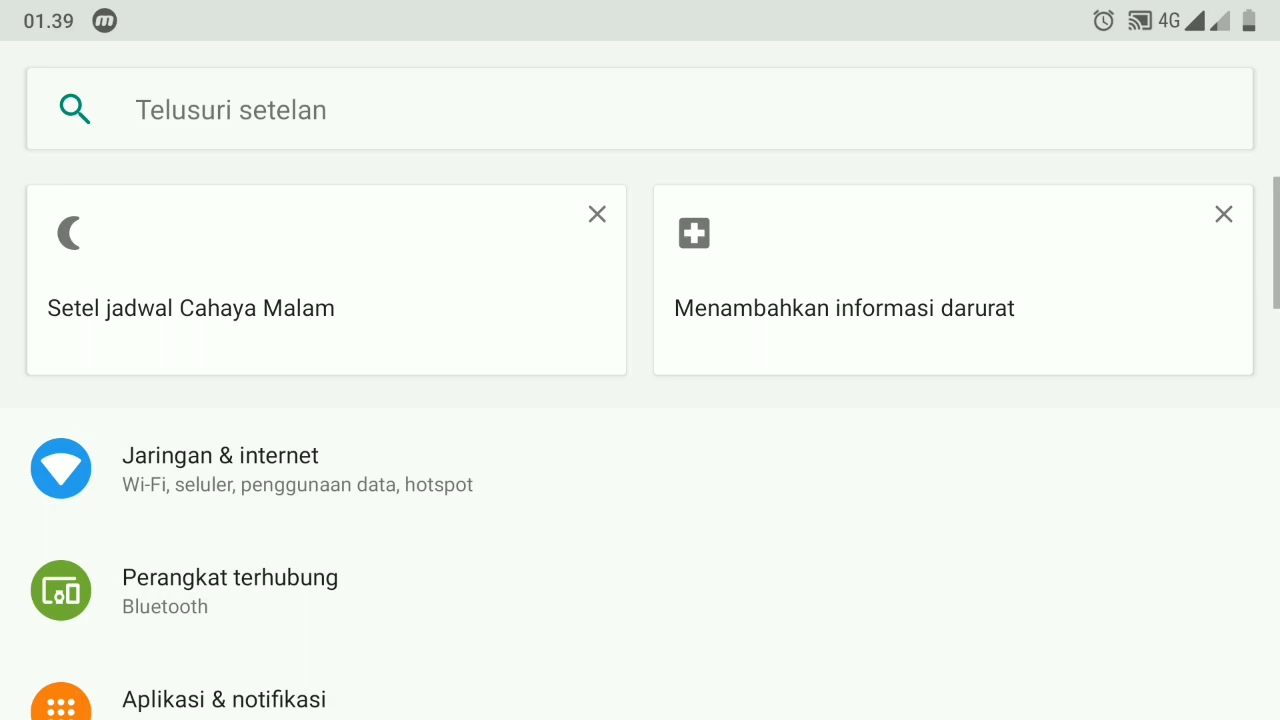 01.39
4G
Telusuri setelan
Setel jadwal Cahaya Malam
Menambahkan informasi darurat
Jaringan & internet
Wi-Fi, seluler, penggunaan data, hotspot
Perangkat terhubung
Bluetooth
Aplikasi & notifikasi